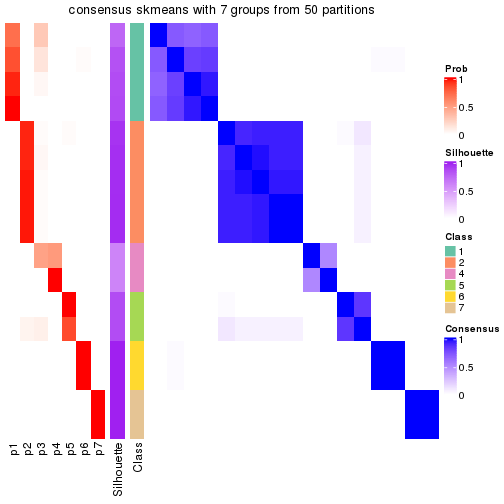 consensus skmeans with 7 groups from 50 partitions
Prob
1
0.5
0
Silhouette
1
0.5
0
Class
1
2
4
5
6
7
Consensus
1
0.5
0
p1
p2
p3
p4
p5
p6
p7
Silhouette
Class